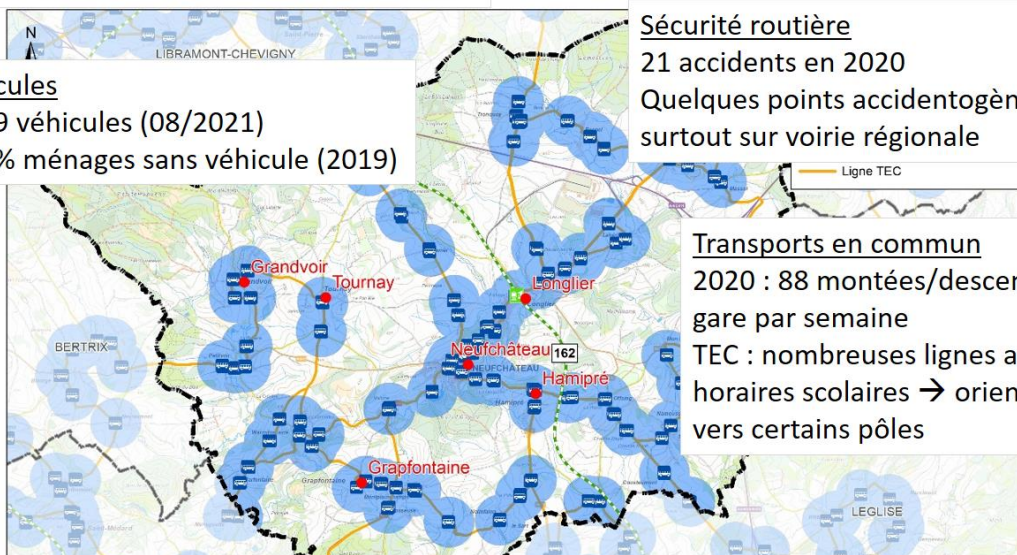 N
LIBRAMONT-CHEVIGNY
cules
9 véhicules (08/2021)
% ménages sans véhicule (2019)
Sécurité routière
21 accidents en 2020
Quelques points accidentogèn
surtout sur voirie régionale
Ligne TEC
Transports en commun
2020 : 88 montées/descen
gare par semaine
TEC : nombreuses lignes a
horaires scolaires → orien
vers certains pôles
Grandvoir
Tournay
Longlier
BERTRIX
Neufchâteau
162
NEUFCHÂTEAU
Hamipré
Grapfontaine
LEGLISE